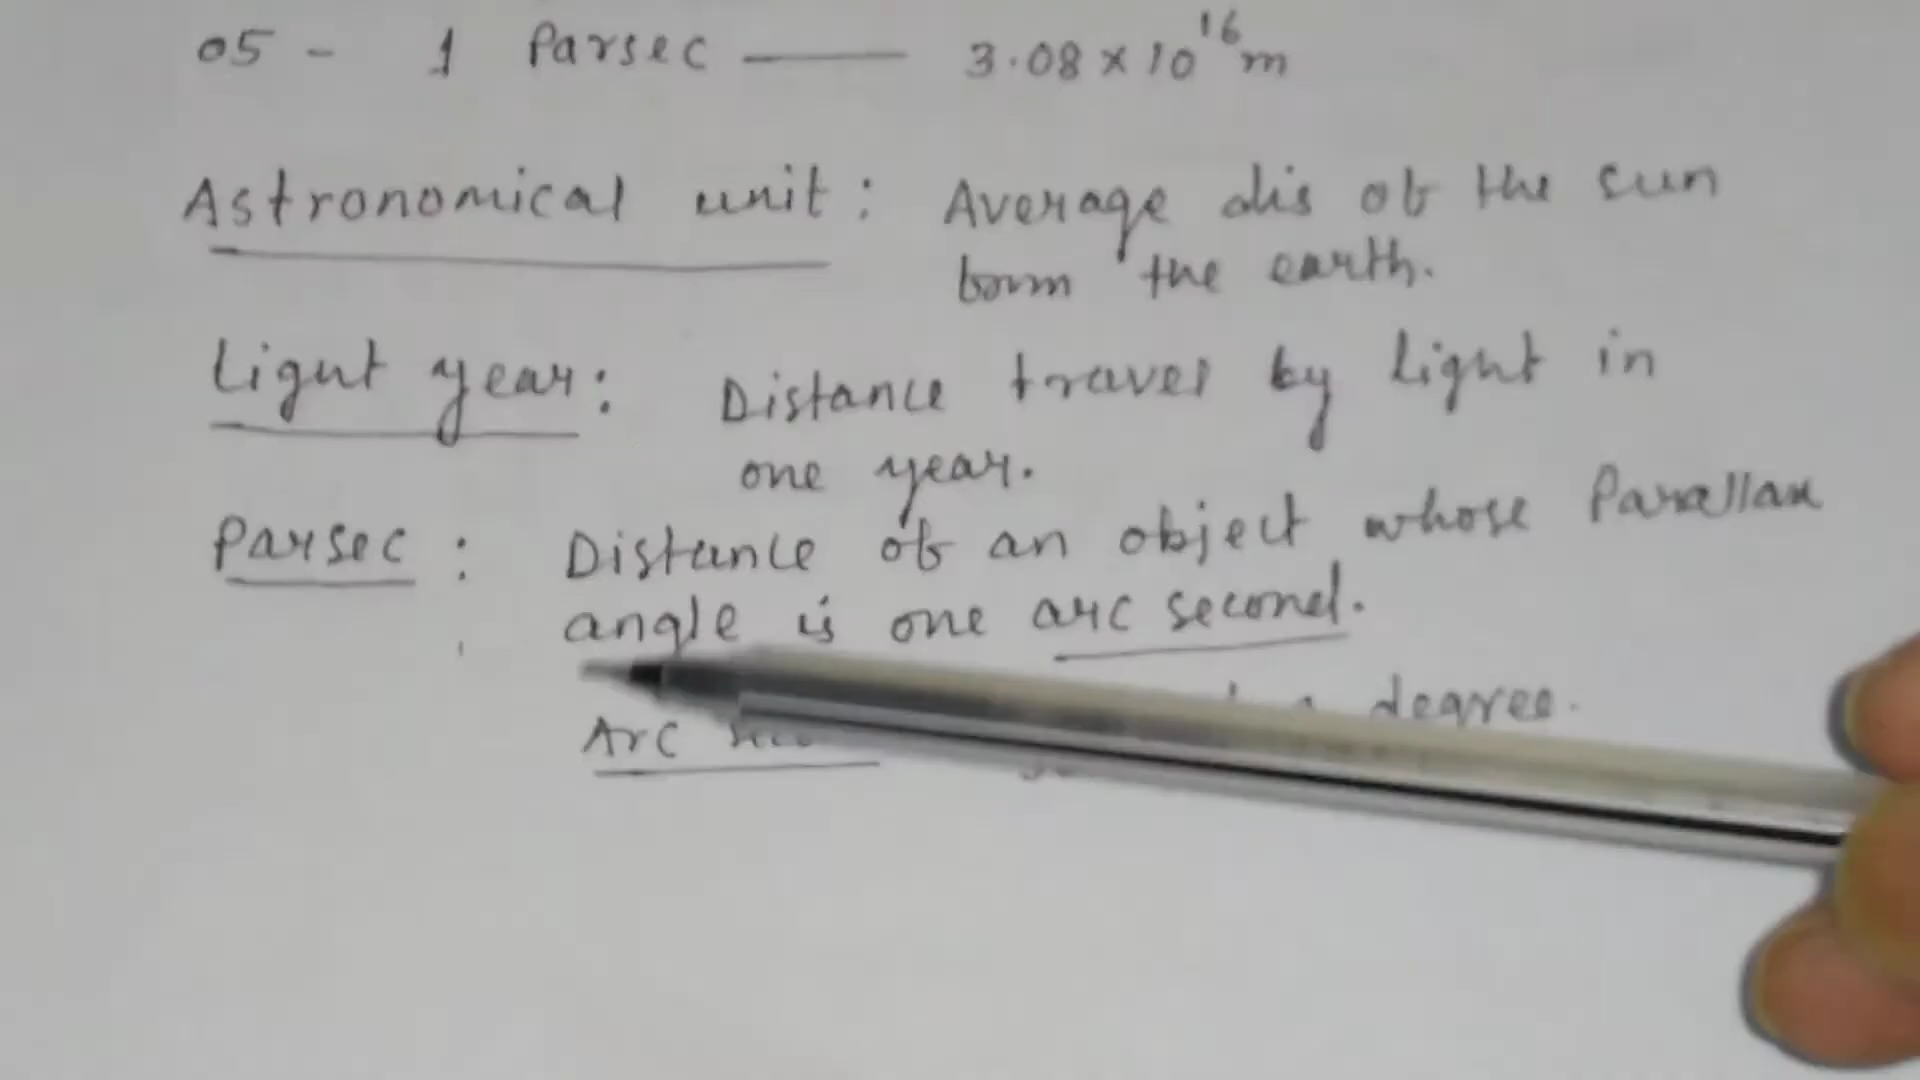 05 - 1 Parsec — 3.08 × 10¹⁶ m
Astronomical unit : Average dis of the sun
from the earth.
Light year : Distance travel by light in
one year.
Parsec : Distance of an object whose Parallax
angle is one arc second.
Arc degree.